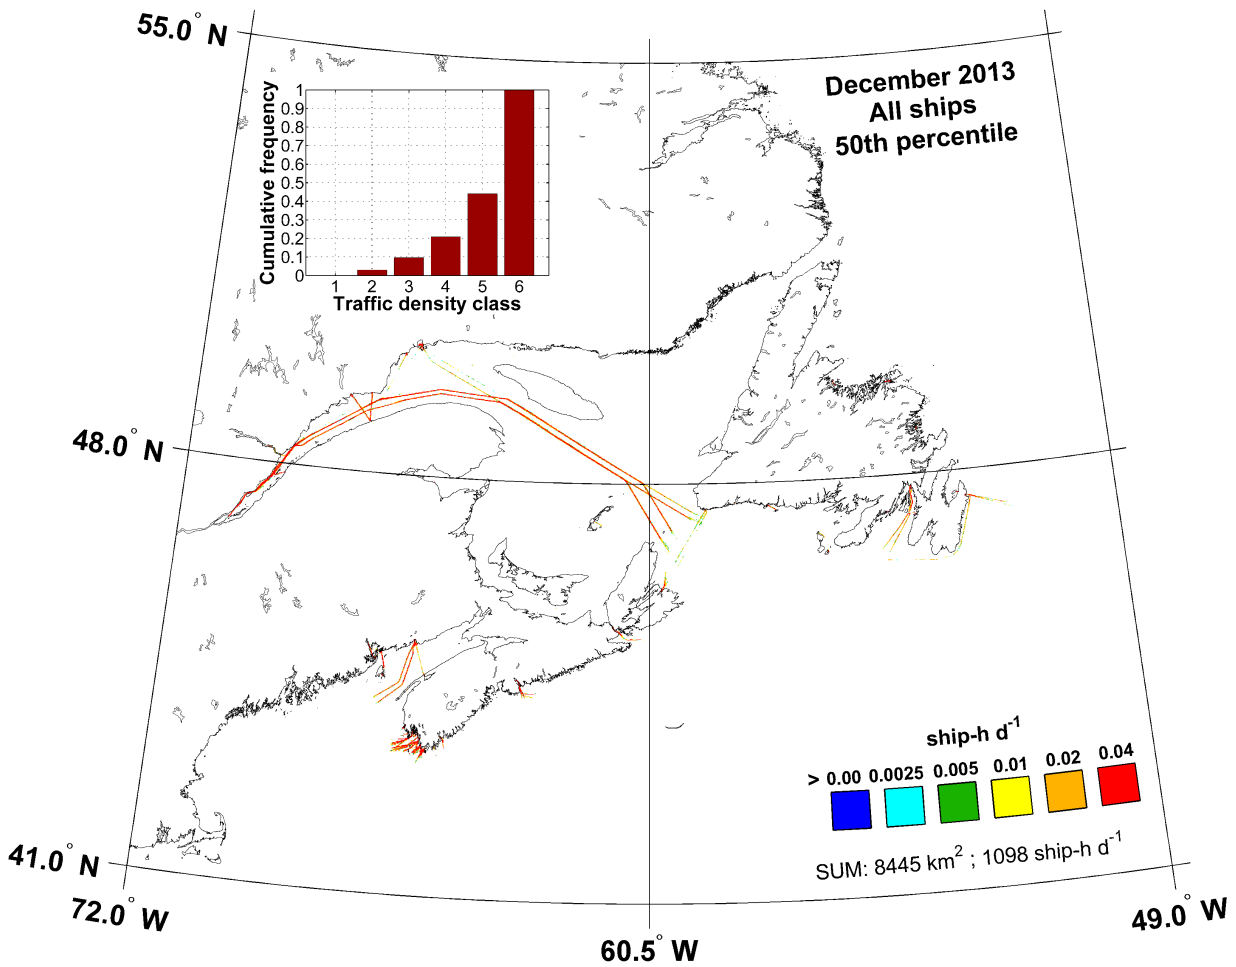 55.0° N
December 2013
All ships
50th percentile
Cumulative frequency
1
0.9
0.8
0.7
0.6
0.5
0.4
0.3
0.2
0.1
0
1 2 3 4 5 6
Traffic density class
48.0° N
ship-h d-1
> 0.00 0.0025 0.005 0.01 0.02 0.04
SUM: 8445 km2 ; 1098 ship-h d-1
41.0° N
72.0° W
60.5° W
49.0° W